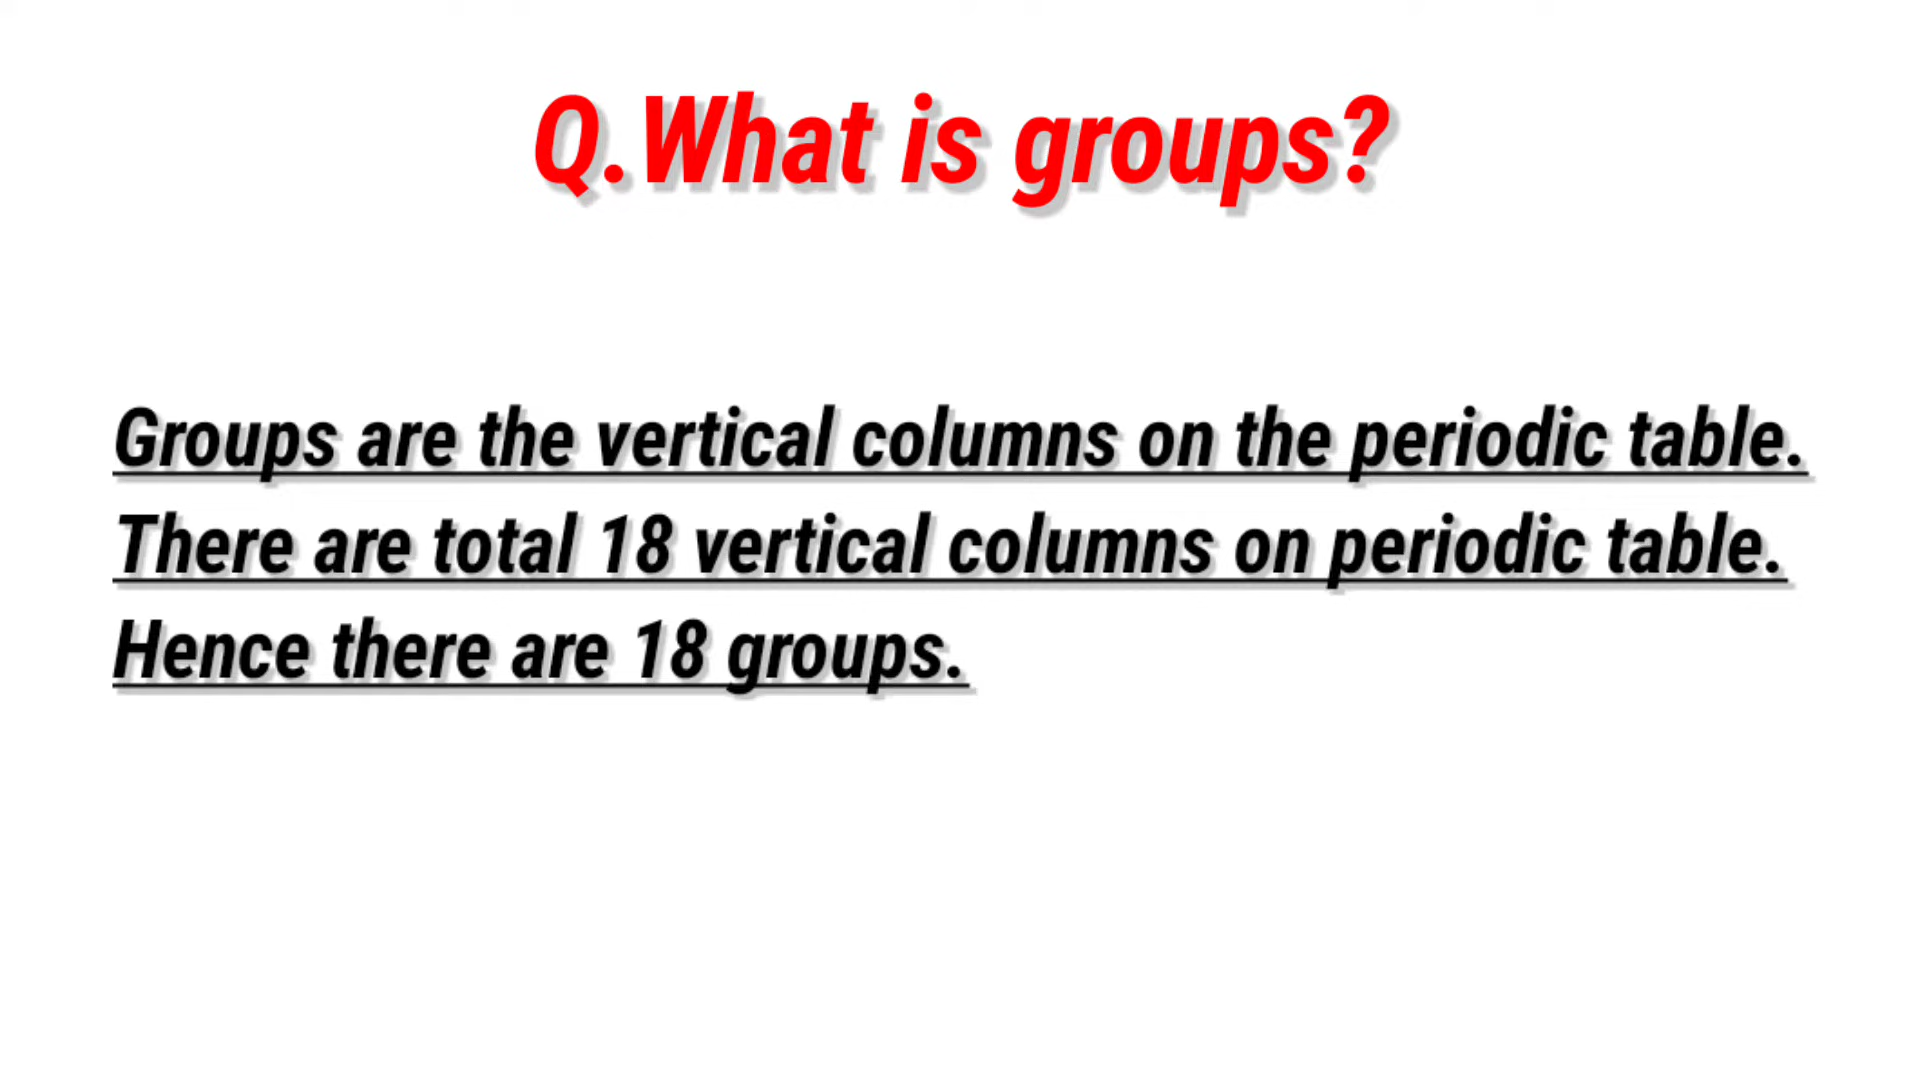 Q.What is groups?
Groups are the vertical columns on the periodic table.
There are total 18 vertical columns on periodic table.
Hence there are 18 groups.